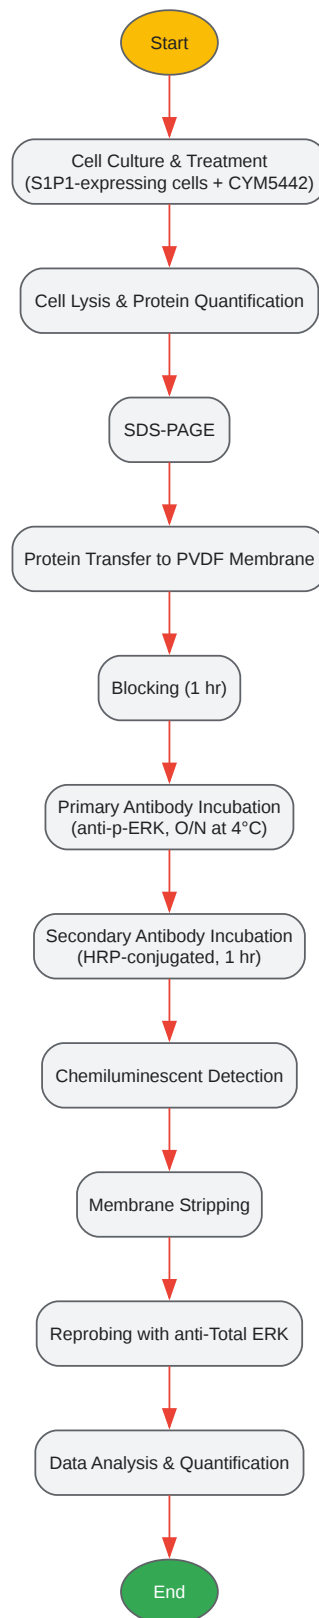 Start
Cell Culture & Treatment
(S1P1-expressing cells + CYM5442)
Cell Lysis & Protein Quantification
SDS-PAGE
Protein Transfer to PVDF Membrane
Blocking (1 hr)
Primary Antibody Incubation
(anti-p-ERK, O/N at 4°C)
Secondary Antibody Incubation
(HRP-conjugated, 1 hr)
Chemiluminescent Detection
Membrane Stripping
Reprobing with anti-Total ERK
Data Analysis & Quantification
End